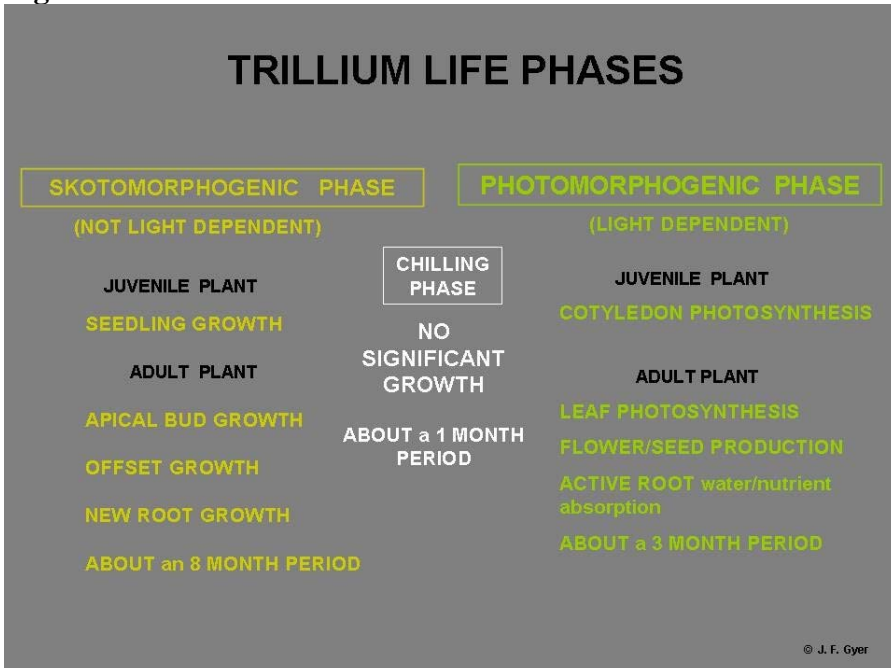 TRILLIUM LIFE PHASES
SKOTOMORPHOGENIC PHASE
(NOT LIGHT DEPENDENT)
JUVENILE PLANT
SEEDLING GROWTH
ADULT PLANT
APICAL BUD GROWTH
OFFSET GROWTH
NEW ROOT GROWTH
ABOUT an 8 MONTH PERIOD
CHILLING
PHASE
NO
SIGNIFICANT
GROWTH
ABOUT a 1 MONTH
PERIOD
PHOTOMORPHOGENIC PHASE
(LIGHT DEPENDENT)
JUVENILE PLANT
COTYLEDON PHOTOSYNTHESIS
ADULT PLANT
LEAF PHOTOSYNTHESIS
FLOWER/SEED PRODUCTION
ACTIVE ROOT water/nutrient
absorption
ABOUT a 3 MONTH PERIOD
© J. F. Gyer